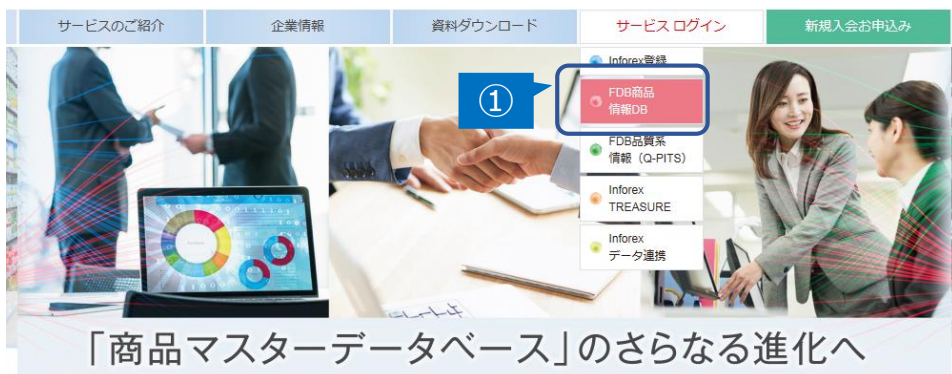 サービスのご紹介
企業情報
資料ダウンロード
サービス ログイン
新規入会お申込み
Inforex登録
①
FDB商品
情報DB
FDB品質系
情報（Q-PITS）
Inforex
TREASURE
Inforex
データ連携
「商品マスターデータベース」のさらなる進化へ